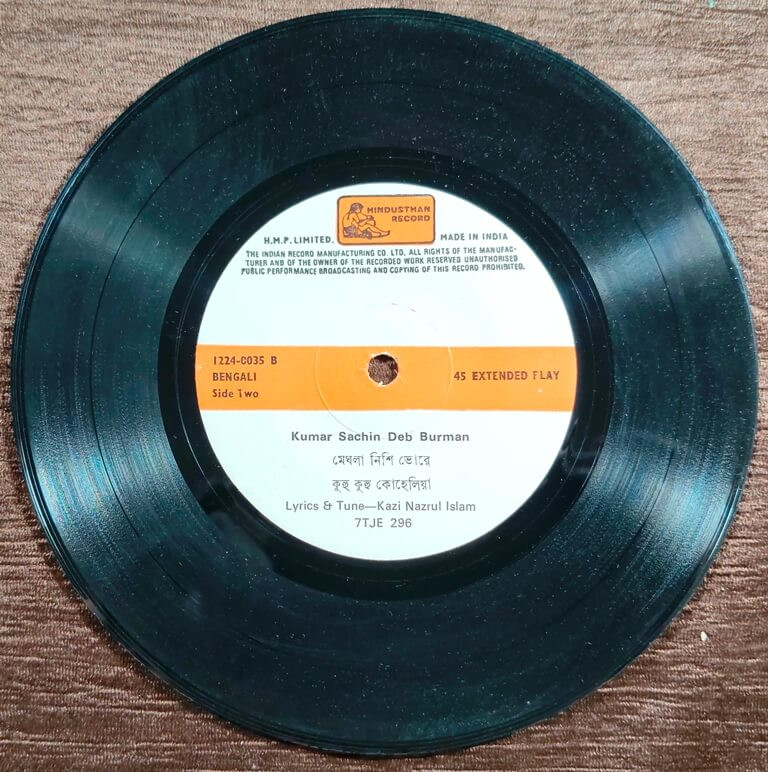 HINDUSTHAN
RECORD
H.M.P. LIMITED. MADE IN INDIA
THE INDIAN RECORD MANUFACTURING CO. LTD. ALL RIGHTS OF THE MANUFAC-
TURER AND OF THE OWNER OF THE RECORDED WORK RESERVED UNAUTHORISED
PUBLIC PERFORMANCE BROADCASTING AND COPYING OF THIS RECORD PROHIBITED.
1224-0035 B
BENGALI 45 EXTENDED PLAY
Side Two
Kumar Sachin Deb Burman
মেঘলা নিশি ভোরে
কুহু কুহু কোহেলিয়া
Lyrics & Tune—Kazi Nazrul Islam
7TJE 296